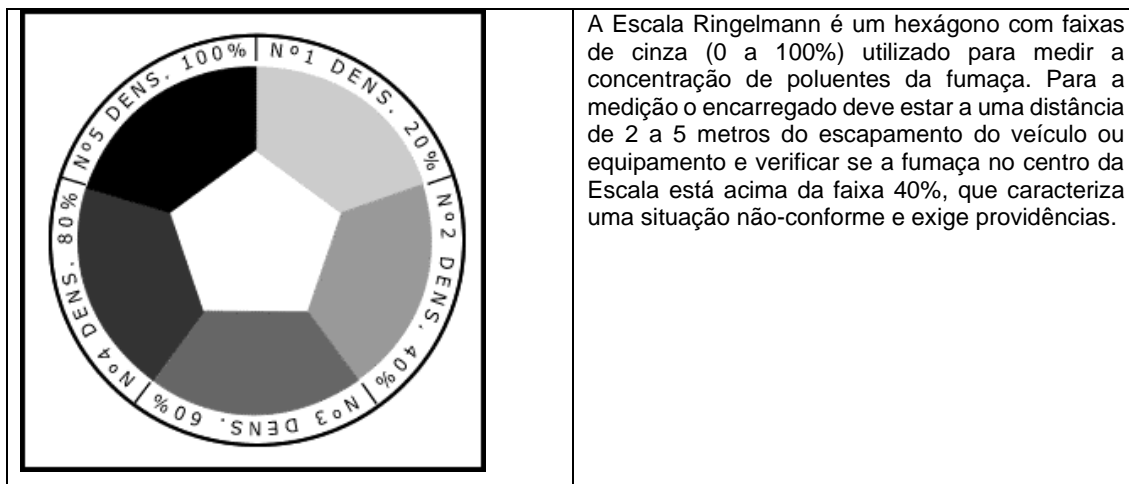 Nº1 DENS. 20%
Nº2 DENS. 40%
Nº3 DENS. 60%
Nº4 DENS. 80%
Nº5 DENS. 100%
A Escala Ringelmann é um hexágono com faixas
de cinza (0 a 100%) utilizado para medir a
concentração de poluentes da fumaça. Para a
medição o encarregado deve estar a uma distância
de 2 a 5 metros do escapamento do veículo ou
equipamento e verificar se a fumaça no centro da
Escala está acima da faixa 40%, que caracteriza
uma situação não-conforme e exige providências.